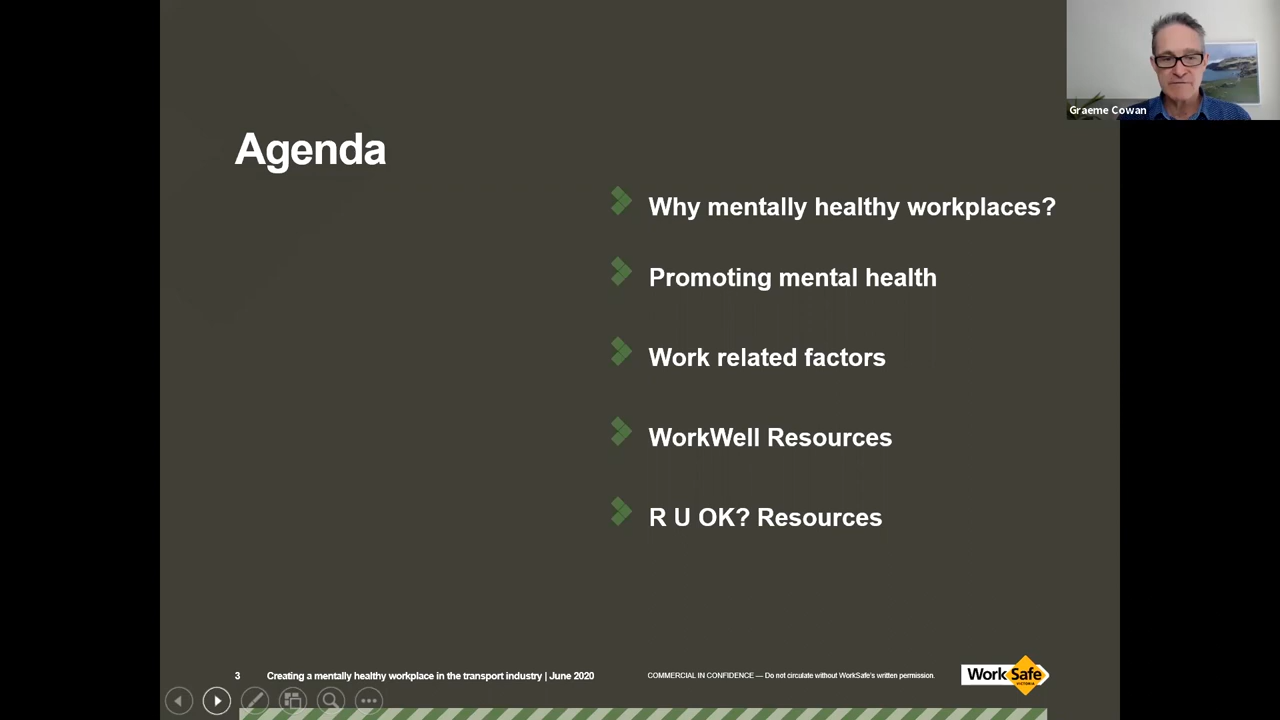 Graeme Cowan
Agenda
Why mentally healthy workplaces?
Promoting mental health
Work related factors
WorkWell Resources
R U OK? Resources
3
Creating a mentally healthy workplace in the transport industry | June 2020
COMMERCIAL IN CONFIDENCE — Do not circulate without WorkSafe's written permission.
WorkSafe
VICTORIA